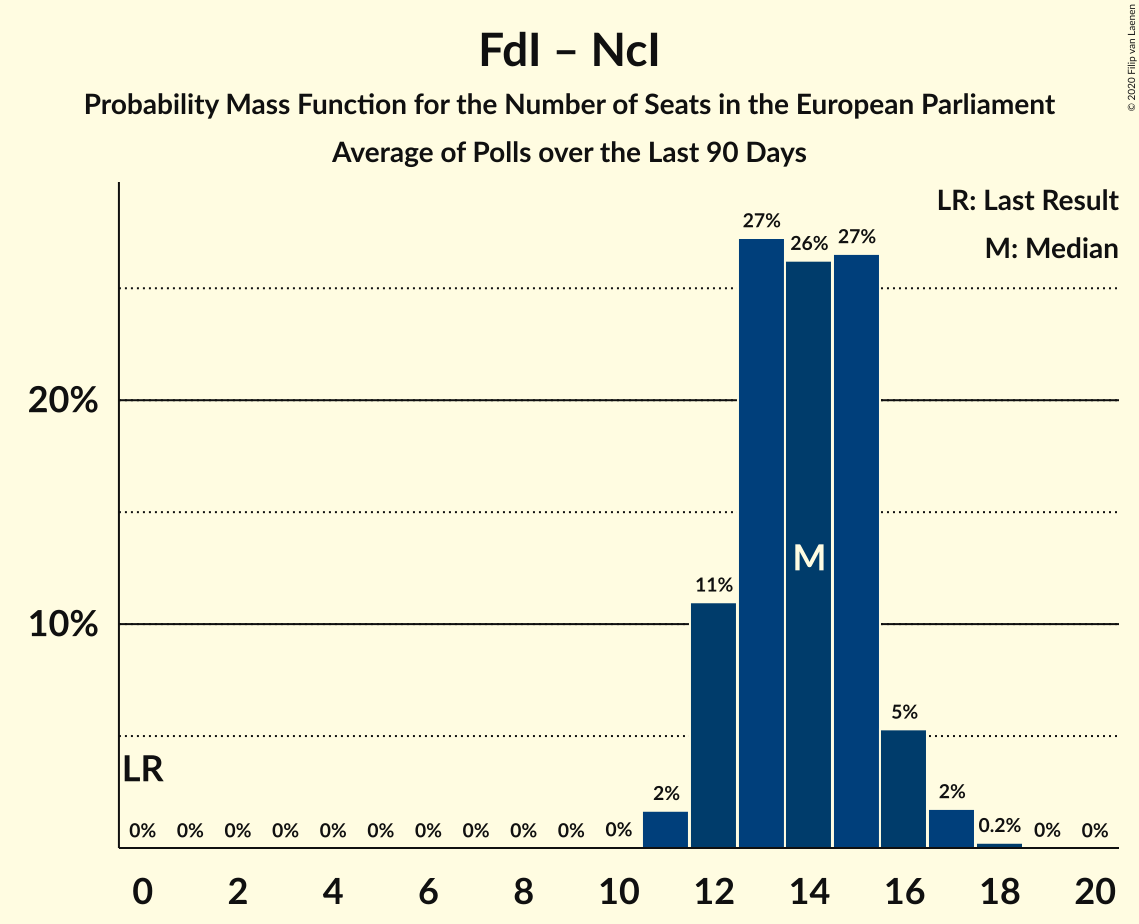 FdI – NcI
Probability Mass Function for the Number of Seats in the European Parliament
Average of Polls over the Last 90 Days
© 2020 Filip van Laenen
LR: Last Result
M: Median
20%
10%
27%
26%
27%
11%
M
5%
LR
2%
2%
0% 0% 0% 0% 0% 0% 0% 0% 0% 0% 0%
0.2% 0% 0%
0 2 4 6 8 10 12 14 16 18 20